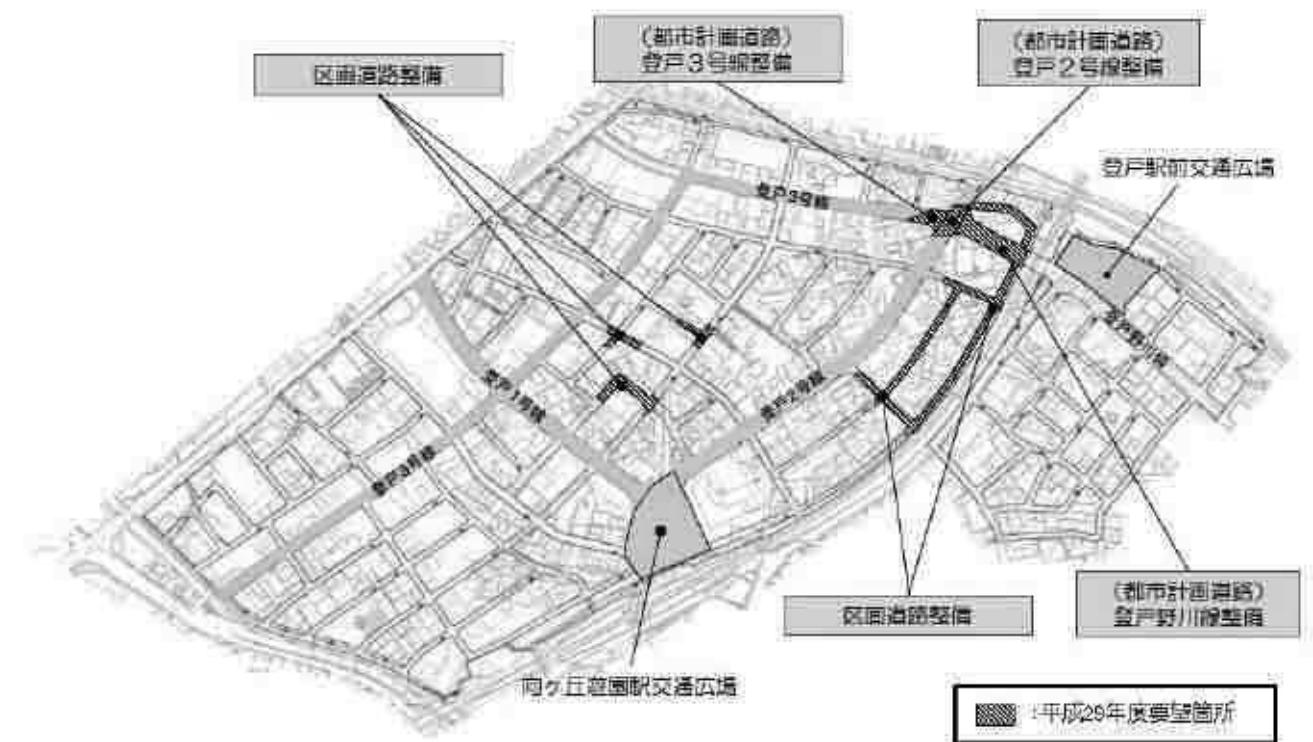 (都市計画道路)
登戸3号線整備
(都市計画道路)
登戸2号線整備
区画道路整備
登戸駅前交通広場
登戸3号線
登戸野川線
登戸1号線
登戸2号線
登戸3号線
区画道路整備
(都市計画道路)
登戸野川線整備
向ヶ丘遊園駅交通広場
:平成29年度要望箇所